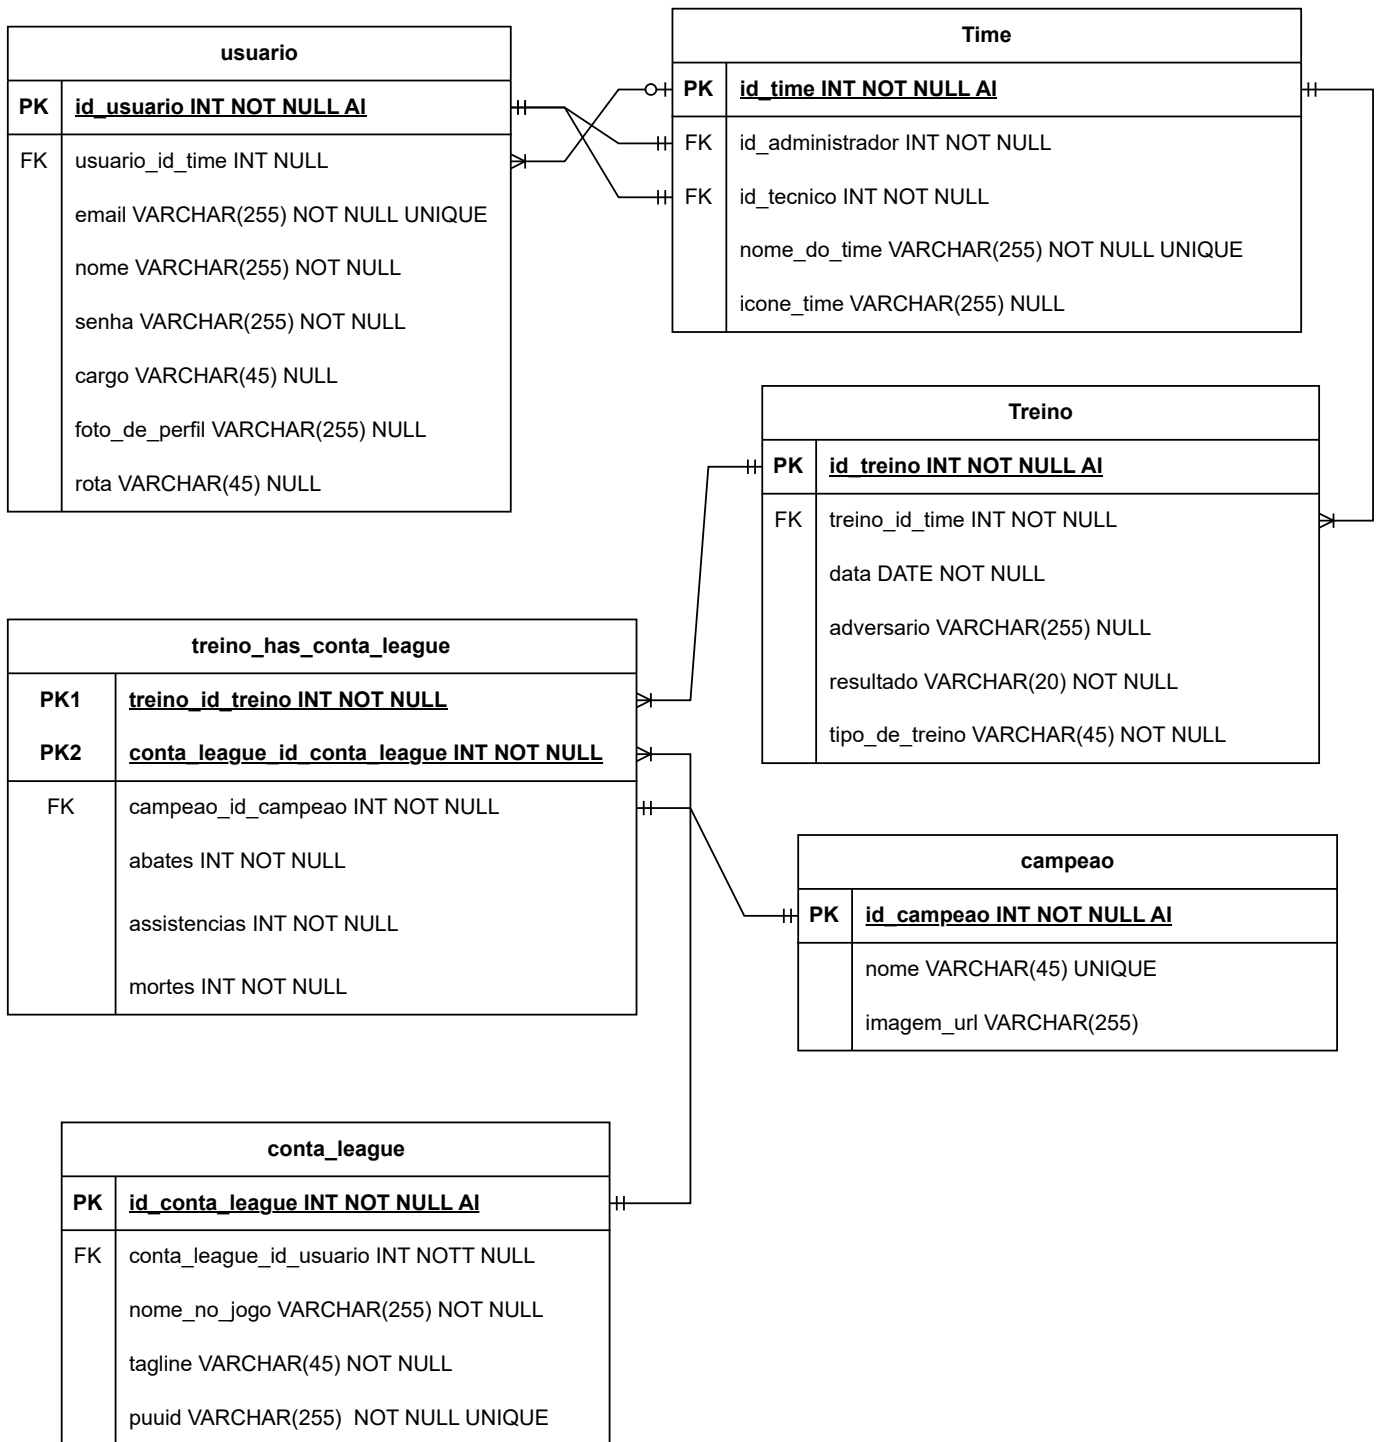 usuario
PK id_usuario INT NOT NULL AI
FK usuario_id_time INT NULL
email VARCHAR(255) NOT NULL UNIQUE
nome VARCHAR(255) NOT NULL
senha VARCHAR(255) NOT NULL
cargo VARCHAR(45) NULL
foto_de_perfil VARCHAR(255) NULL
rota VARCHAR(45) NULL
Time
PK id_time INT NOT NULL AI
FK id_administrador INT NOT NULL
FK id_tecnico INT NOT NULL
nome_do_time VARCHAR(255) NOT NULL UNIQUE
icone_time VARCHAR(255) NULL
Treino
PK id_treino INT NOT NULL AI
FK treino_id_time INT NOT NULL
data DATE NOT NULL
adversario VARCHAR(255) NULL
resultado VARCHAR(20) NOT NULL
tipo_de_treino VARCHAR(45) NOT NULL
treino_has_conta_league
PK1 treino_id_treino INT NOT NULL
PK2 conta_league_id_conta_league INT NOT NULL
FK campeao_id_campeao INT NOT NULL
abates INT NOT NULL
assistencias INT NOT NULL
mortes INT NOT NULL
campeao
PK id_campeao INT NOT NULL AI
nome VARCHAR(45) UNIQUE
imagem_url VARCHAR(255)
conta_league
PK id_conta_league INT NOT NULL AI
FK conta_league_id_usuario INT NOTT NULL
nome_no_jogo VARCHAR(255) NOT NULL
tagline VARCHAR(45) NOT NULL
puuid VARCHAR(255)  NOT NULL UNIQUE